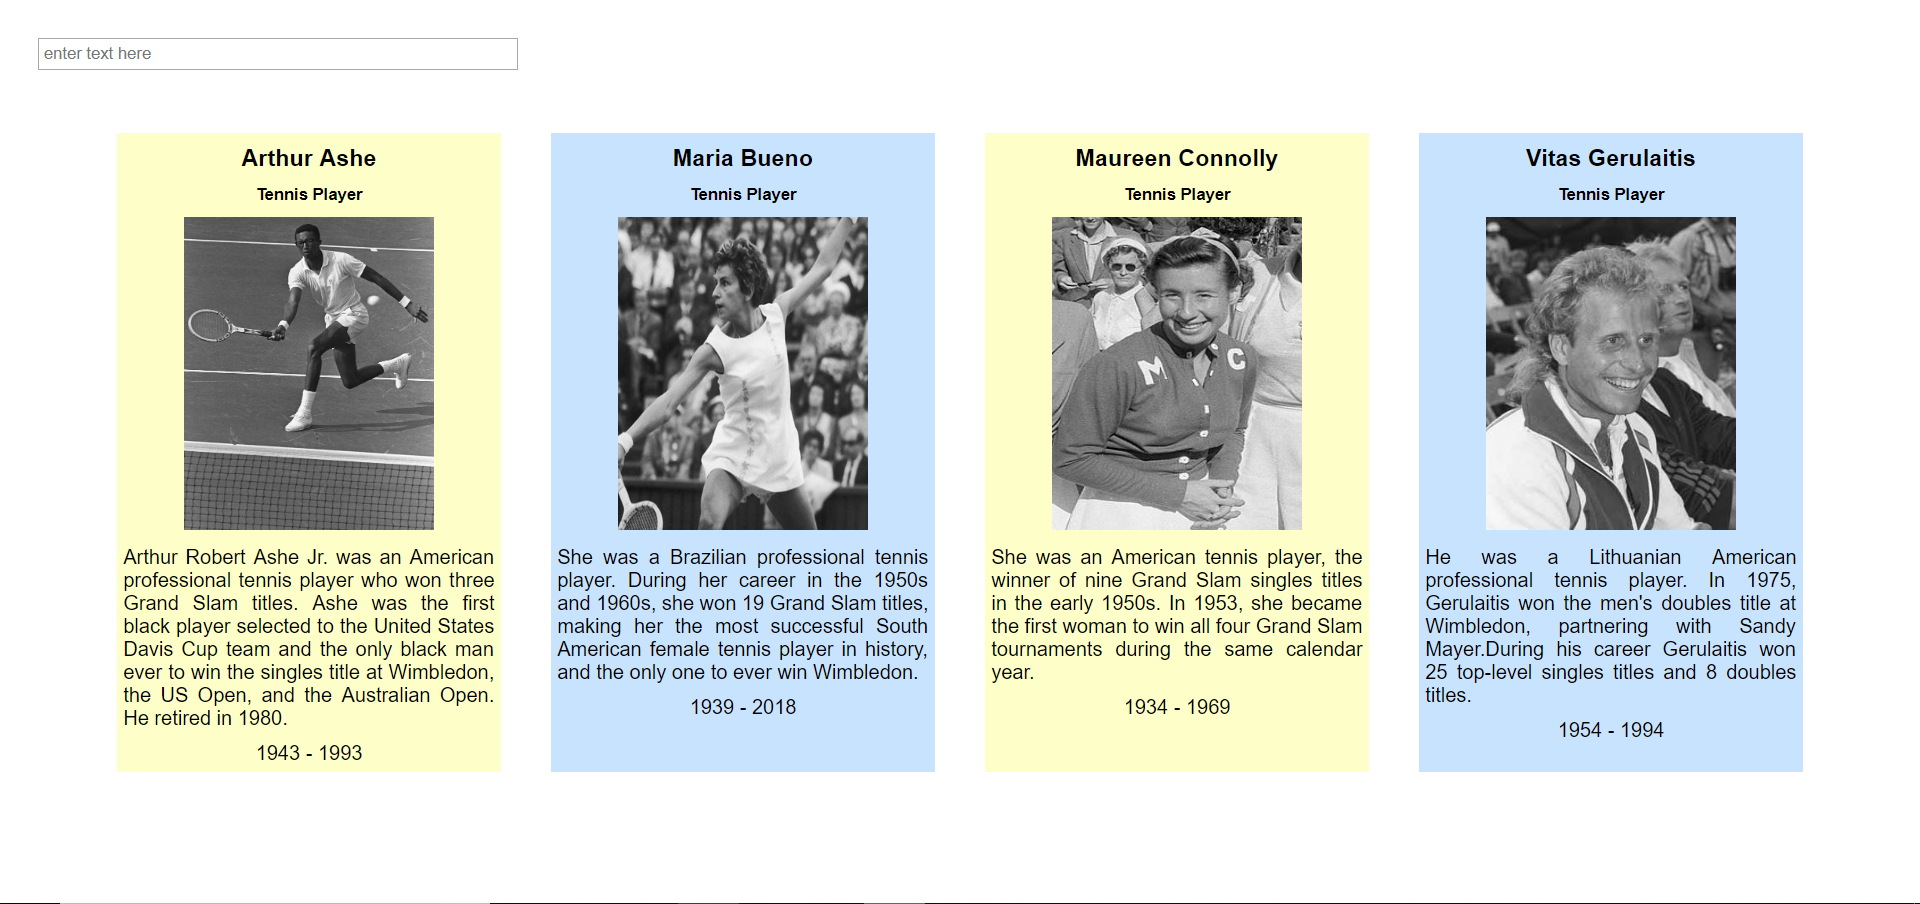 enter text here
Arthur Ashe
Tennis Player
Arthur Robert Ashe Jr. was an American
professional tennis player who won three
Grand Slam titles. Ashe was the first
black player selected to the United States
Davis Cup team and the only black man
ever to win the singles title at Wimbledon,
the US Open, and the Australian Open.
He retired in 1980.
1943 - 1993
Maria Bueno
Tennis Player
She was a Brazilian professional tennis
player. During her career in the 1950s
and 1960s, she won 19 Grand Slam titles,
making her the most successful South
American female tennis player in history,
and the only one to ever win Wimbledon.
1939 - 2018
Maureen Connolly
Tennis Player
M C
She was an American tennis player, the
winner of nine Grand Slam singles titles
in the early 1950s. In 1953, she became
the first woman to win all four Grand Slam
tournaments during the same calendar
year.
1934 - 1969
Vitas Gerulaitis
Tennis Player
He was a Lithuanian American
professional tennis player. In 1975,
Gerulaitis won the men's doubles title at
Wimbledon, partnering with Sandy
Mayer.During his career Gerulaitis won
25 top-level singles titles and 8 doubles
titles.
1954 - 1994